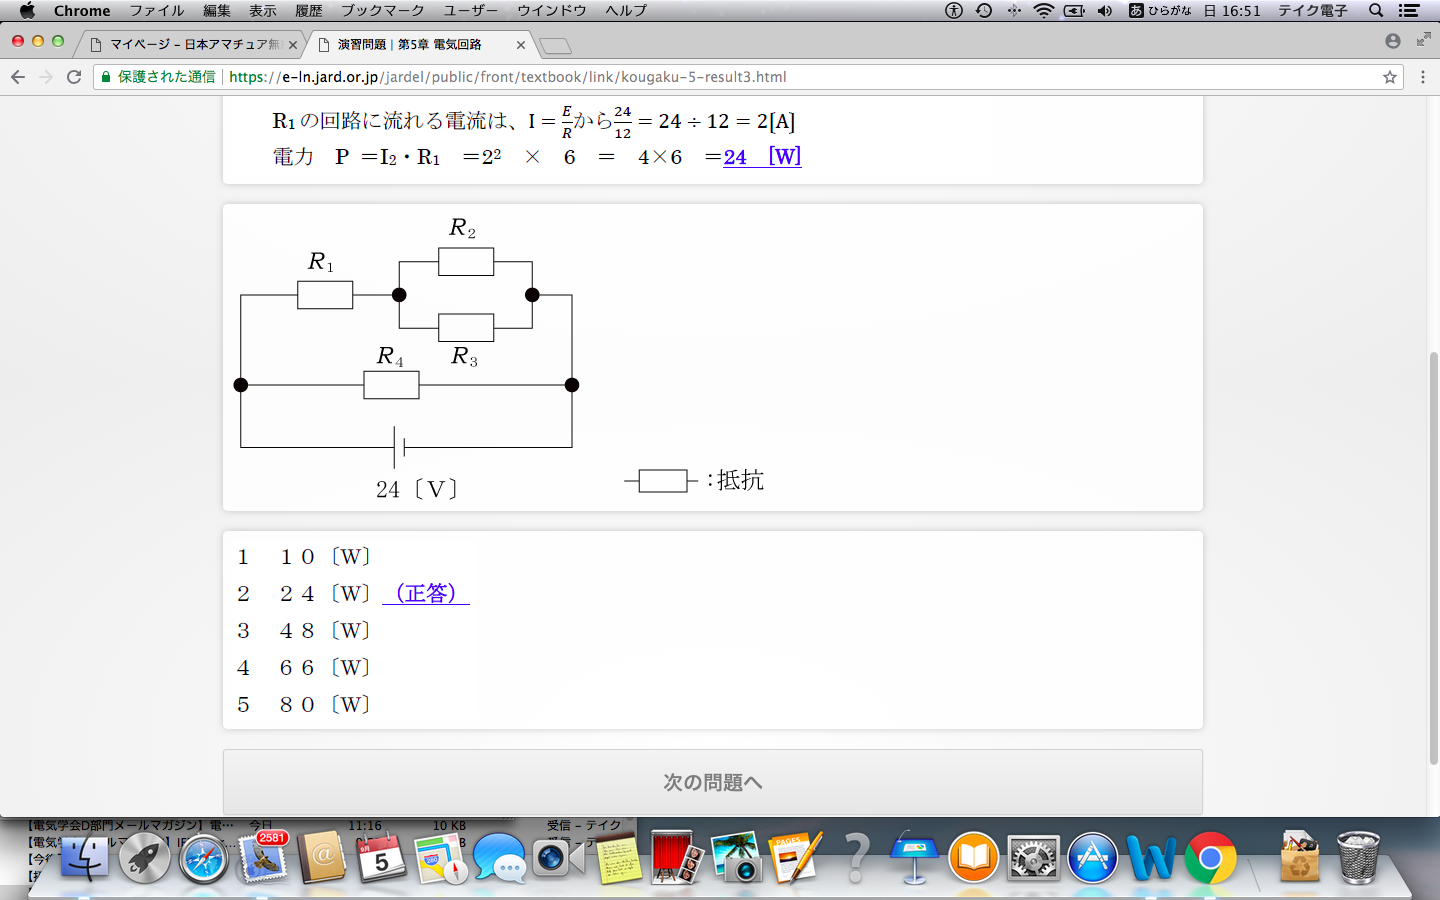 Chrome ファイル 編集 表示 履歴 ブックマーク ユーザー ウインドウ ヘルプ あ ひらがな 日 16:51 テイク電子
マイページ - 日本アマチュア無
演習問題 | 第5章 電気回路
保護された通信 | https://e-ln.jard.or.jp/jardel/public/front/textbook/link/kougaku-5-result3.html
R₁の回路に流れる電流は、I = E/R から 24/12 = 24 ÷ 12 = 2[A]
電力 P =I₂・R₁ =2² × 6 = 4×6 =24 [W]
R₂
R₁
R₄ R₃
24〔V〕
:抵抗
1 10〔W〕
2 24〔W〕（正答）
3 48〔W〕
4 66〔W〕
5 80〔W〕
次の問題へ
【電気学会D部門メールマガジン】電… 今日 11:16 10 KB 受信 - テイク
2581
9月
5
280
PAGES
W